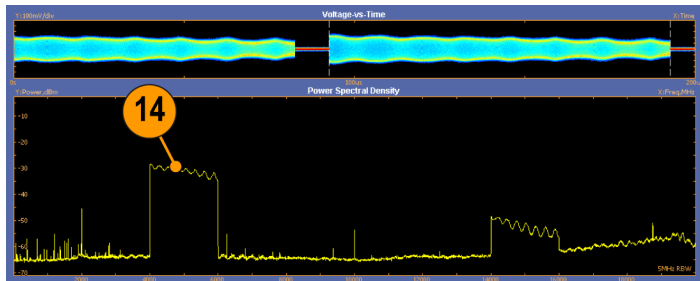 Y:100mV/div
Voltage-vs-Time
X:Time
0s
100us
200us
Y:Power,dBm
Power Spectral Density
X:Freq,MHz
14
-10
-20
-30
-40
-50
-60
-70
5MHz RBW
2000
4000
6000
8000
10000
12000
14000
16000
18000